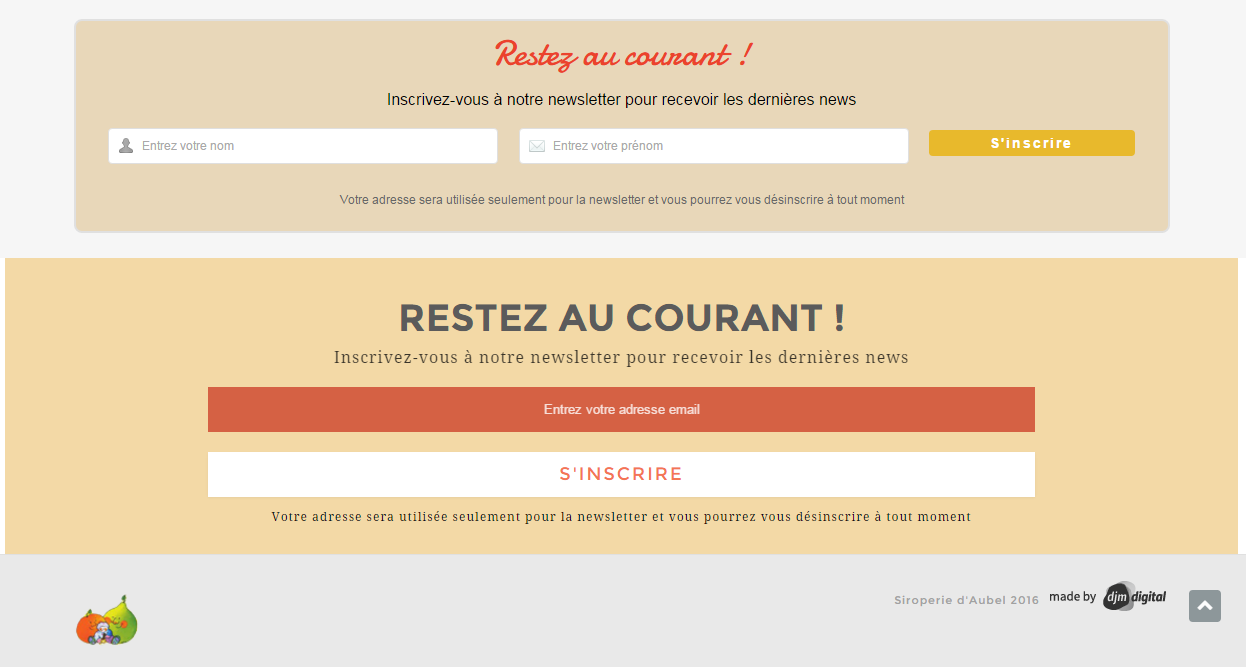 Restez au courant !
Inscrivez-vous à notre newsletter pour recevoir les dernières news
Entrez votre nom
Entrez votre prénom
S'inscrire
Votre adresse sera utilisée seulement pour la newsletter et vous pourrez vous désinscrire à tout moment
RESTEZ AU COURANT !
Inscrivez-vous à notre newsletter pour recevoir les dernières news
Entrez votre adresse email
S'INSCRIRE
Votre adresse sera utilisée seulement pour la newsletter et vous pourrez vous désinscrire à tout moment
Siroperie d'Aubel 2016 made by djm digital